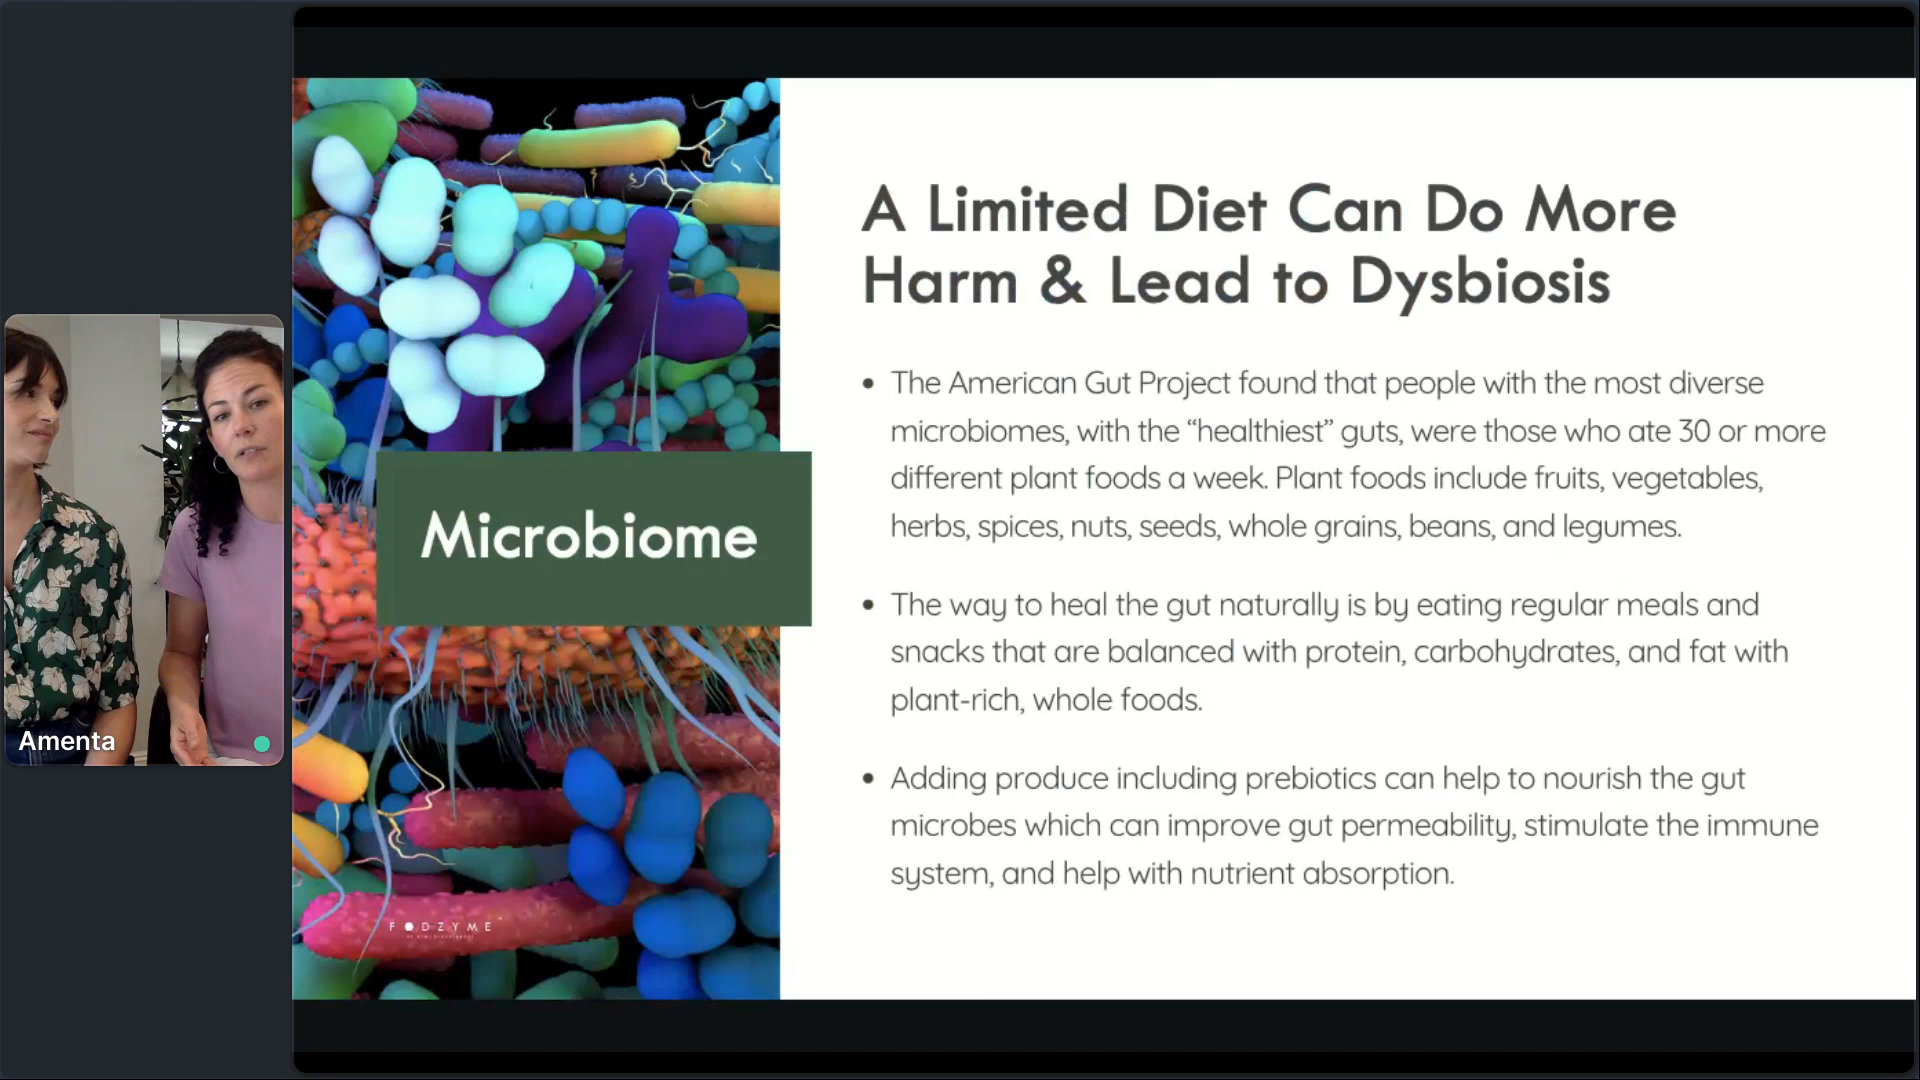 A Limited Diet Can Do More
Harm & Lead to Dysbiosis
• The American Gut Project found that people with the most diverse
microbiomes, with the “healthiest” guts, were those who ate 30 or more
different plant foods a week. Plant foods include fruits, vegetables,
herbs, spices, nuts, seeds, whole grains, beans, and legumes.
• The way to heal the gut naturally is by eating regular meals and
snacks that are balanced with protein, carbohydrates, and fat with
plant-rich, whole foods.
• Adding produce including prebiotics can help to nourish the gut
microbes which can improve gut permeability, stimulate the immune
system, and help with nutrient absorption.
Microbiome
FODZYME
Amenta